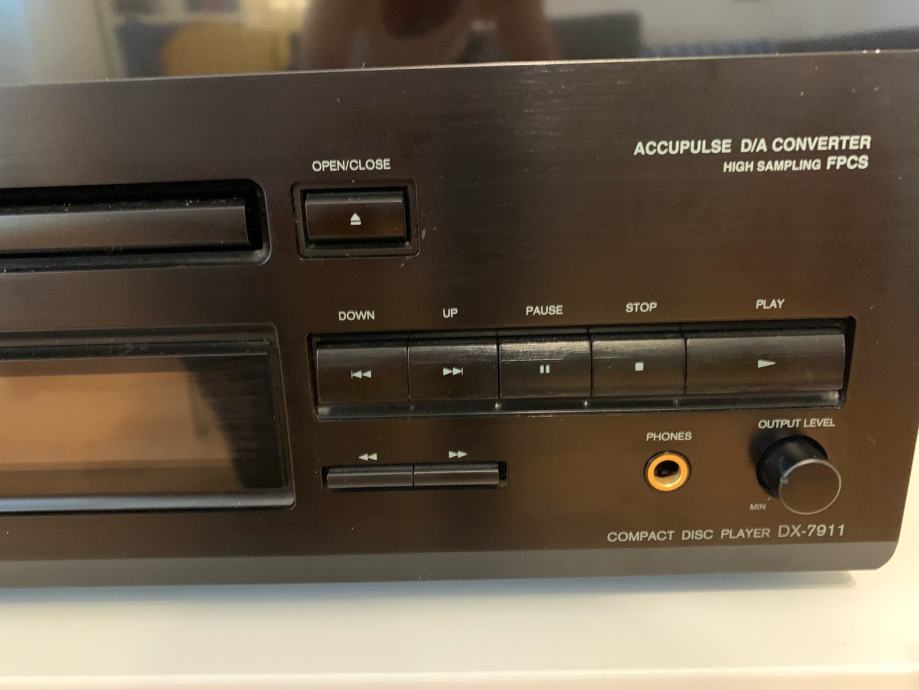 ACCUPULSE D/A CONVERTER
HIGH SAMPLING FPCS
OPEN/CLOSE
DOWN UP PAUSE STOP PLAY
PHONES
OUTPUT LEVEL
MIN
COMPACT DISC PLAYER DX-7911